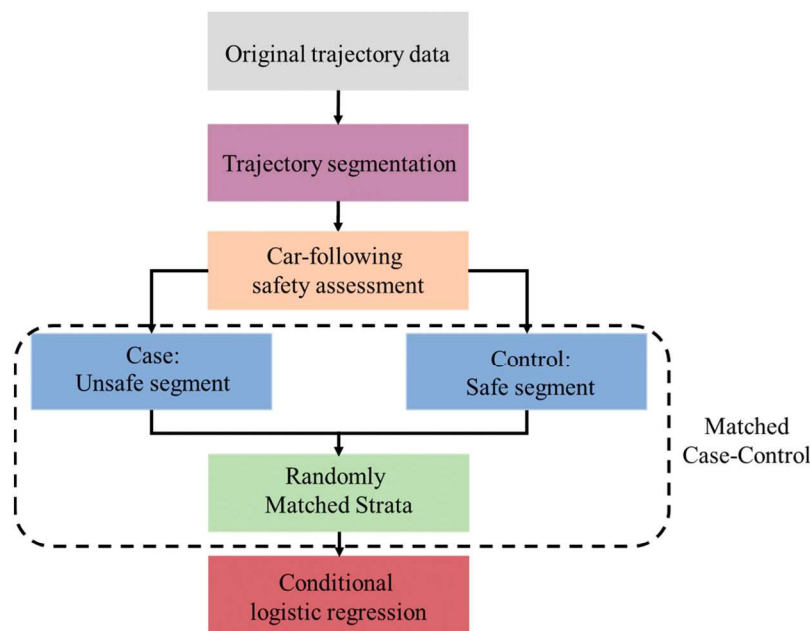 Original trajectory data
Trajectory segmentation
Car-following
safety assessment
Case:
Unsafe segment
Control:
Safe segment
Matched
Case-Control
Randomly
Matched Strata
Conditional
logistic regression